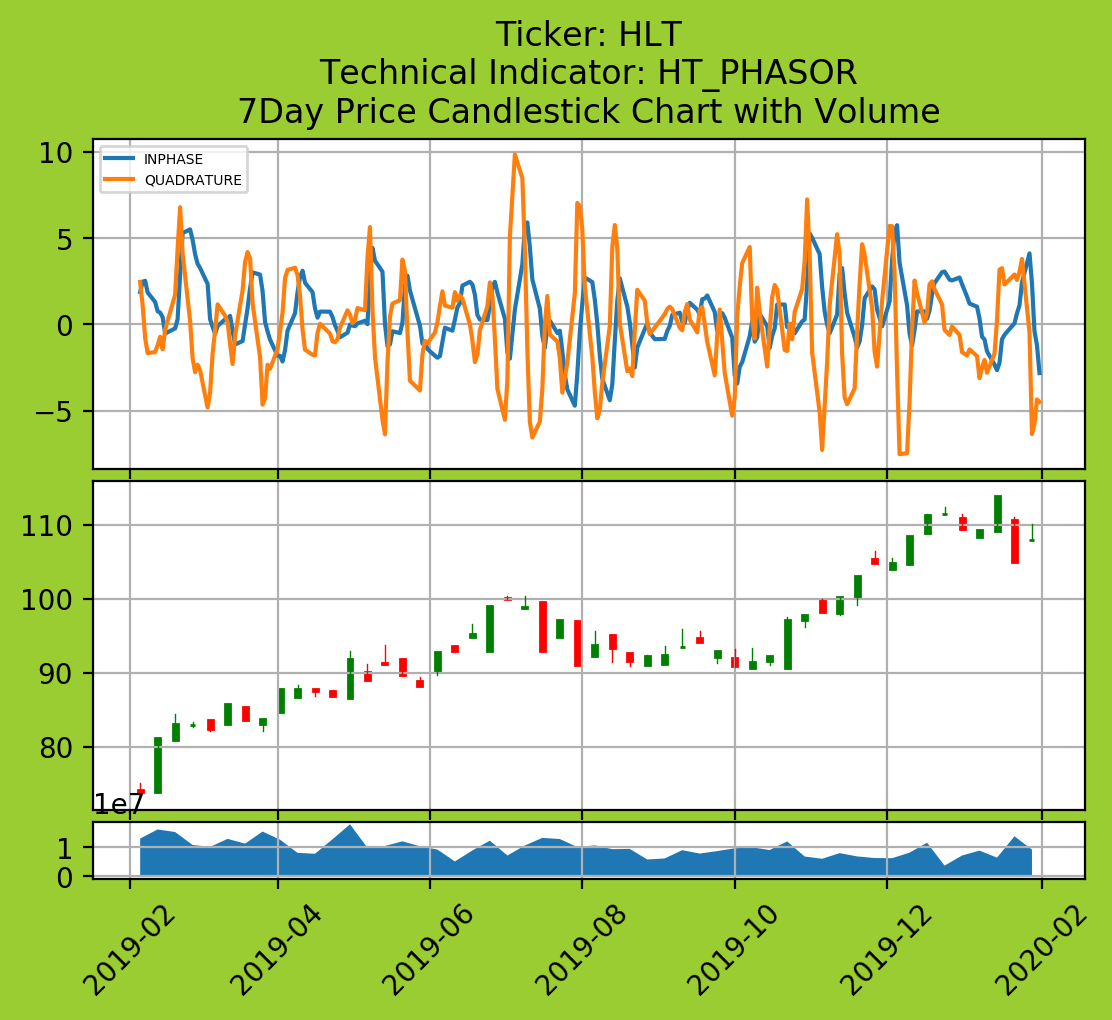 Ticker: HLT
Technical Indicator: HT_PHASOR
7Day Price Candlestick Chart with Volume
INPHASE
QUADRATURE
10
5
0
−5
110
100
90
80
1e7
1
0
2019-02
2019-04
2019-06
2019-08
2019-10
2019-12
2020-02